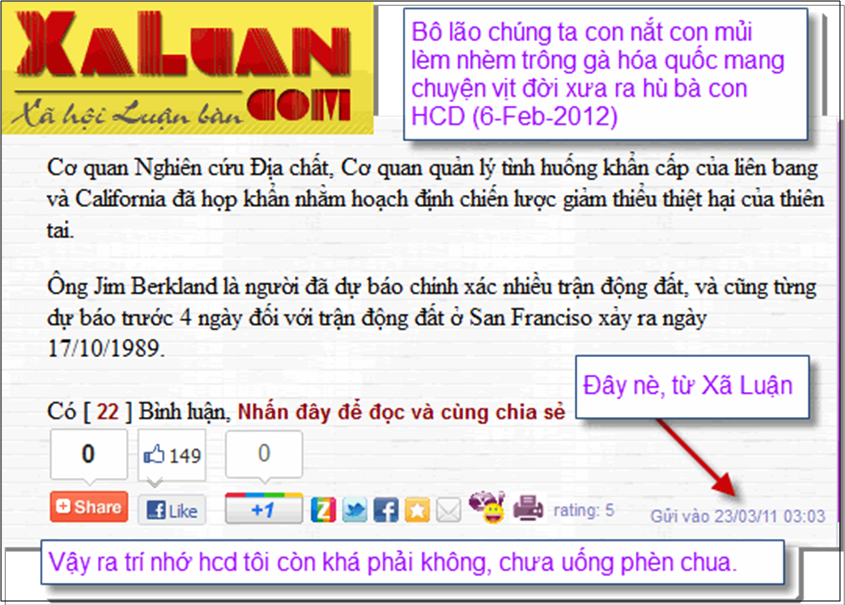 XALUAN
.COM
Xã hội Luận bàn
Bô lão chúng ta con nắt con mủi
lèm nhèm trông gà hóa quốc mang
chuyện vịt đời xưa ra hù bà con
HCD (6-Feb-2012)
Cơ quan Nghiên cứu Địa chất, Cơ quan quản lý tình huống khẩn cấp của liên bang
và California đã họp khẩn nhằm hoạch định chiến lược giảm thiểu thiệt hại của thiên
tai.
Ông Jim Berkland là người đã dự báo chính xác nhiều trận động đất, và cũng từng
dự báo trước 4 ngày đối với trận động đất ở San Franciso xảy ra ngày
17/10/1989.
Đây nè, từ Xã Luận
Có [ 22 ] Bình luận, Nhấn đây để đọc và cùng chia sẻ
0 149 0
Share Like +1 Z rating: 5 Gửi vào 23/03/11 03:03
Vậy ra trí nhớ hcd tôi còn khá phải không, chưa uống phèn chua.